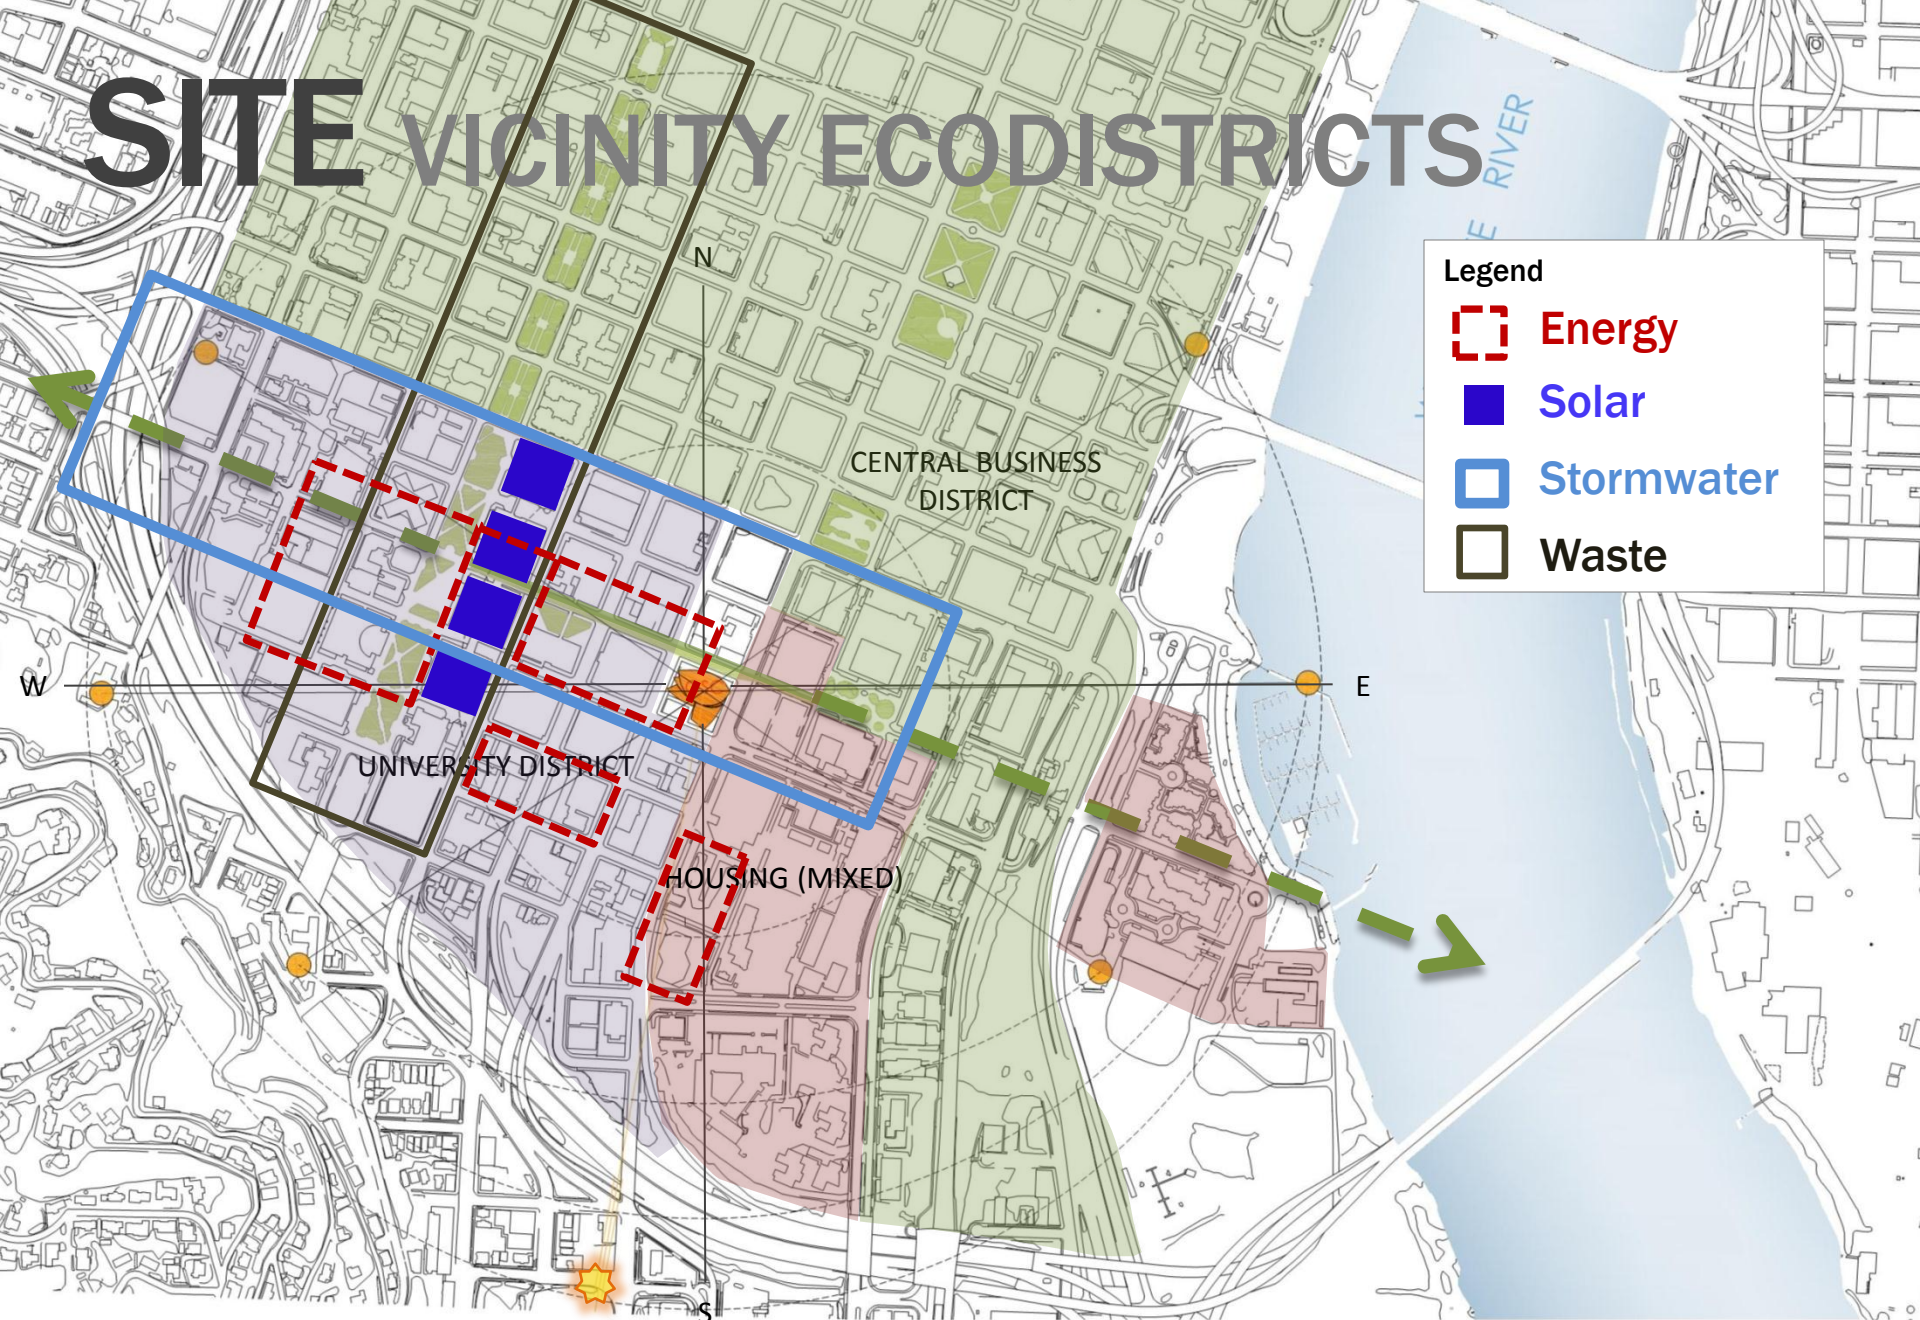 SITE VICINITY ECODISTRICTS
RIVER
N
Legend
Energy
Solar
Stormwater
Waste
CENTRAL BUSINESS
DISTRICT
W
E
UNIVERSITY DISTRICT
HOUSING (MIXED)
S